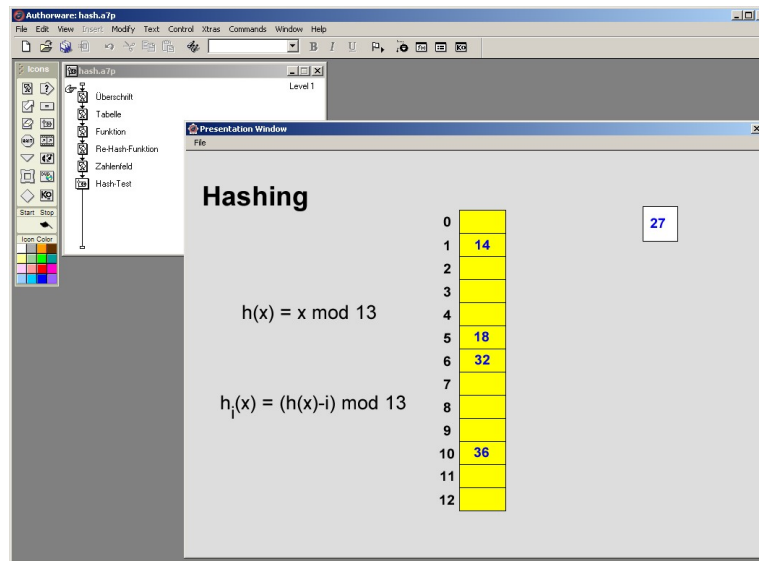 Authorware: hash.a7p
File Edit View Insert Modify Text Control Xtras Commands Window Help
B I U
Icons
hash.a7p
Level 1
Überschrift
Tabelle
Funktion
Re-Hash-Funktion
Zahlenfeld
Hash-Test
Start Stop
Icon Color
Presentation Window
File
Hashing
27
0
1 14
2
3
h(x) = x mod 13
4
5 18
6 32
7
hi(x) = (h(x)-i) mod 13
8
9
10 36
11
12